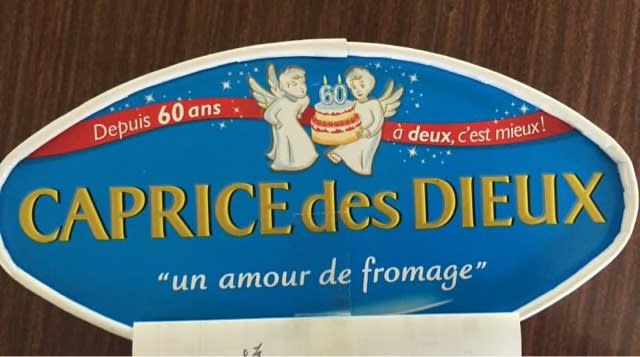 60
Depuis 60 ans
à deux, c'est mieux!
CAPRICE des DIEUX
"un amour de fromage"